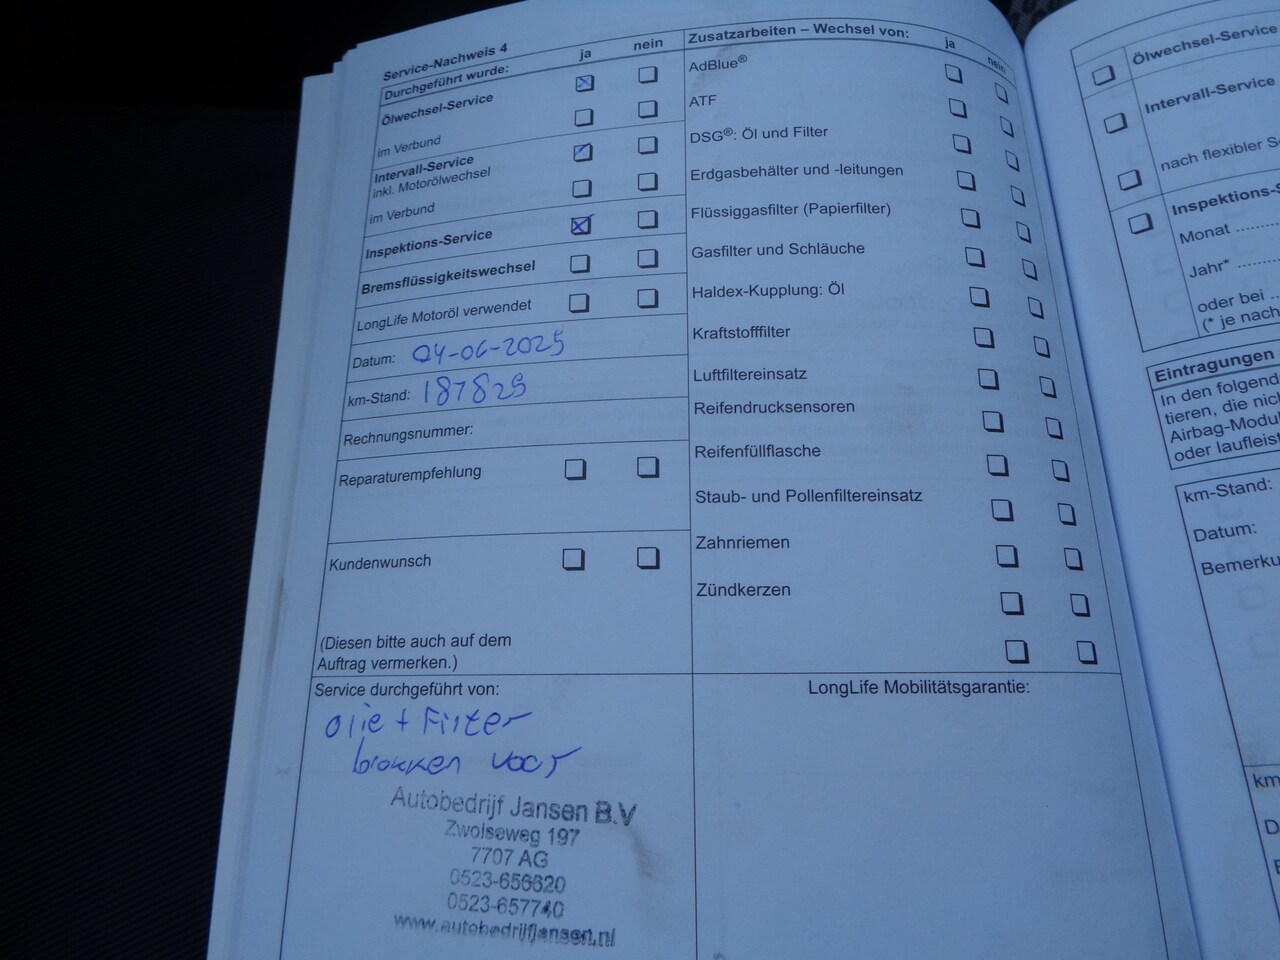 Service-Nachweis 4
Durchgeführt wurde: ja nein
Ölwechsel-Service
im Verbund
Intervall-Service
inkl. Motorölwechsel
im Verbund
Inspektions-Service
Bremsflüssigkeitswechsel
LongLife Motoröl verwendet
Datum: 04-06-2025
km-Stand: 187825
Rechnungsnummer:
Reparaturempfehlung
Kundenwunsch
(Diesen bitte auch auf dem
Auftrag vermerken.)
Service durchgeführt von:
olie + Filter
blokken voor
Autobedrijf Jansen B.V
Zwolseweg 197
7707 AG
0523-656620
0523-657740
www.autobedrijfjansen.nl
Zusatzarbeiten – Wechsel von: ja nein
AdBlue®
ATF
DSG®: Öl und Filter
Erdgasbehälter und -leitungen
Flüssiggasfilter (Papierfilter)
Gasfilter und Schläuche
Haldex-Kupplung: Öl
Kraftstofffilter
Luftfiltereinsatz
Reifendrucksensoren
Reifenfüllflasche
Staub- und Pollenfiltereinsatz
Zahnriemen
Zündkerzen
LongLife Mobilitätsgarantie:
Ölwechsel-Service
Intervall-Service
nach flexibler S
Inspektions-S
Monat
Jahr*
oder bei
(* je nach
Eintragungen
In den folgend
tieren, die nich
Airbag-Modu
oder laufleist
km-Stand:
Datum:
Bemerku
km
D